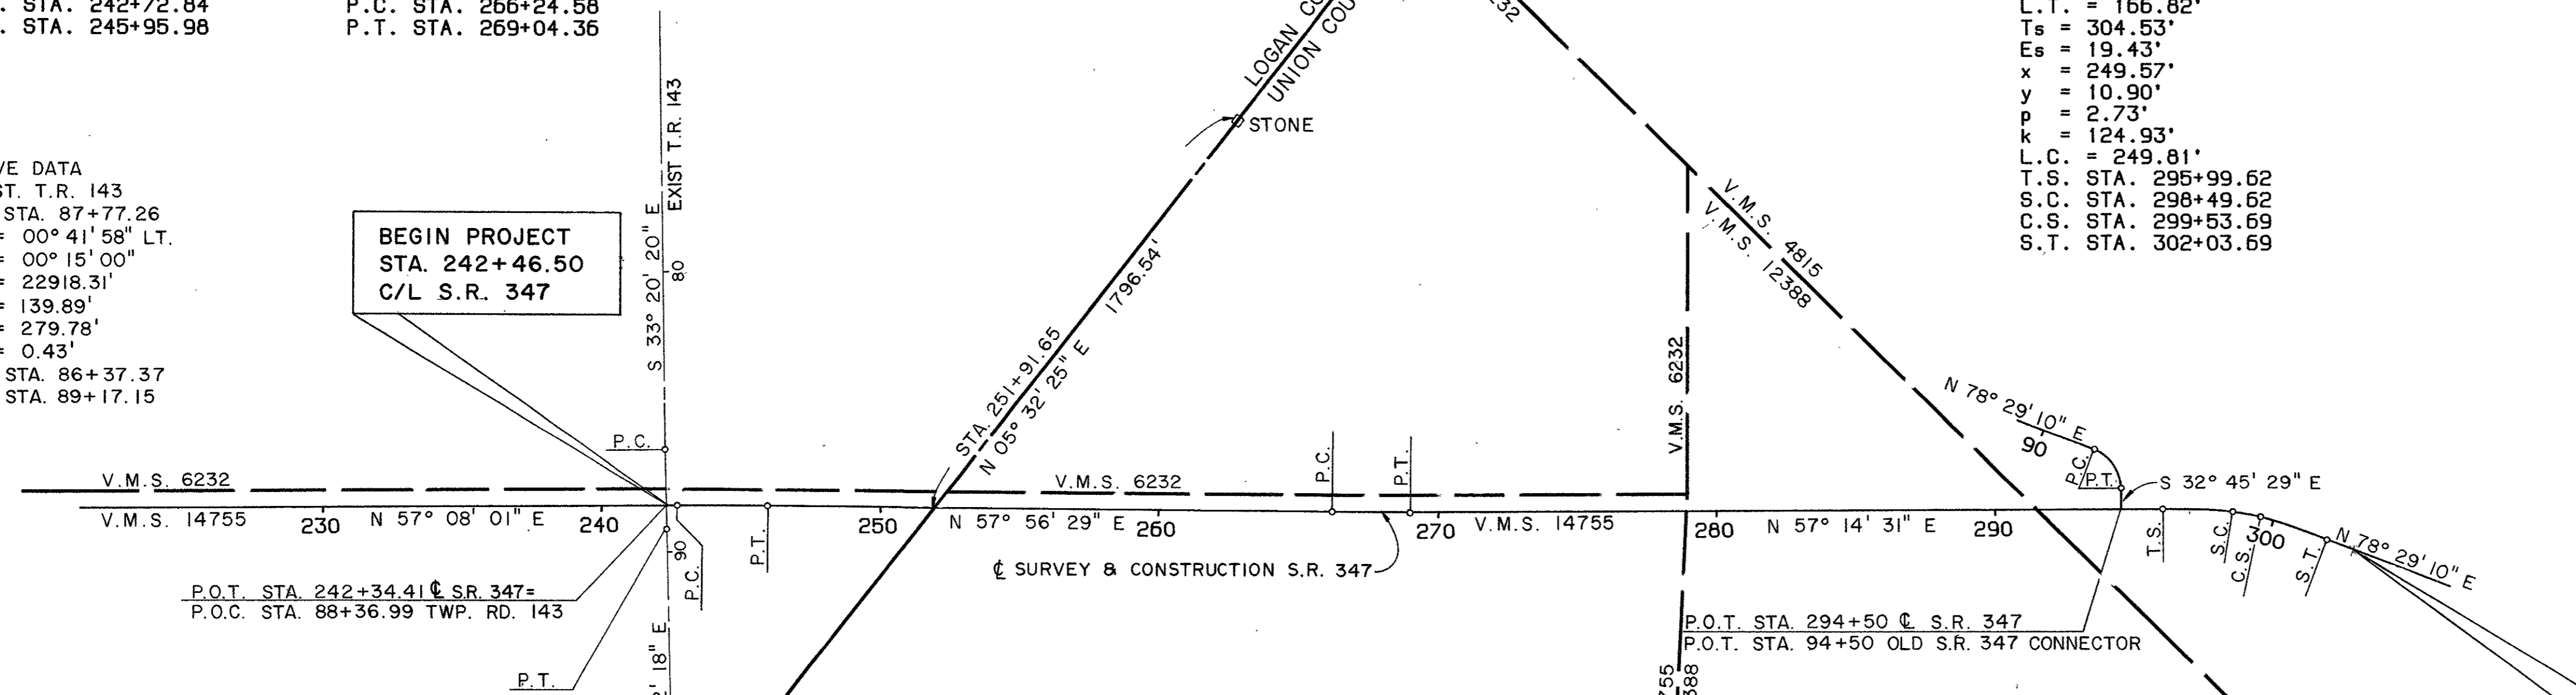 . STA. 242+72.84
. STA. 245+95.98
P.C. STA. 266+24.58
P.T. STA. 269+04.36
VE DATA
ST. T.R. 143
STA. 87+77.26
= 00° 41' 58" LT.
= 00° 15' 00"
= 22918.31'
= 139.89'
= 279.78'
= 0.43'
STA. 86+37.37
STA. 89+17.15
BEGIN PROJECT
STA. 242+46.50
C/L S.R. 347
S 33° 20' 20" E
EXIST T.R. 143
80
P.C.
LOGAN CO
UNION COU
STONE
1796.54'
STA. 251+91.65
N 05° 32' 25" E
232
V.M.S. 4815
V.M.S. 12388
V.M.S. 6232
L.T. = 166.82'
Ts = 304.53'
Es = 19.43'
x = 249.57'
y = 10.90'
p = 2.73'
k = 124.93'
L.C. = 249.81'
T.S. STA. 295+99.62
S.C. STA. 298+49.62
C.S. STA. 299+53.69
S.T. STA. 302+03.69
N 78° 29' 10" E
90
P.C.
P.T.
S 32° 45' 29" E
V.M.S. 6232
V.M.S. 14755
230
N 57° 08' 01" E
240
250
N 57° 56' 29" E
V.M.S. 6232
260
P.C.
P.T.
270
V.M.S. 14755
280
N 57° 14' 31" E
290
T.S.
S.C.
C.S.
300
S.T.
N 78° 29' 10" E
90
P.C.
P.T.
℄ SURVEY & CONSTRUCTION S.R. 347
P.O.T. STA. 242+34.41 ℄ S.R. 347=
P.O.C. STA. 88+36.99 TWP. RD. 143
P.T.
' 18" E
P.O.T. STA. 294+50 ℄ S.R. 347
P.O.T. STA. 94+50 OLD S.R. 347 CONNECTOR
755
388